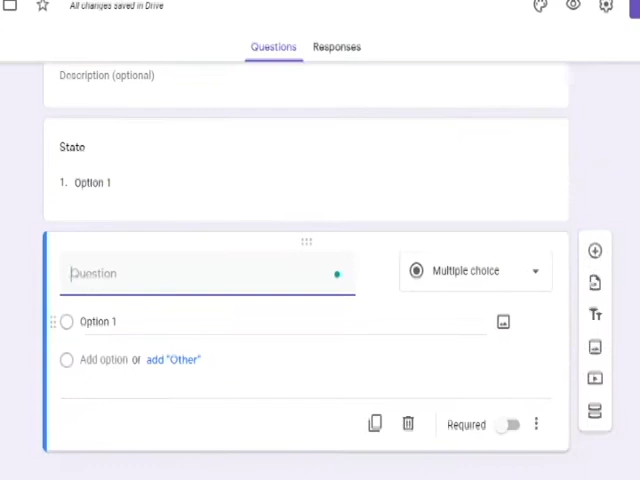 All changes saved in Drive
Questions Responses
Description (optional)
State
1. Option 1
Question
Multiple choice
Option 1
Add option or add "Other"
Required
Tт